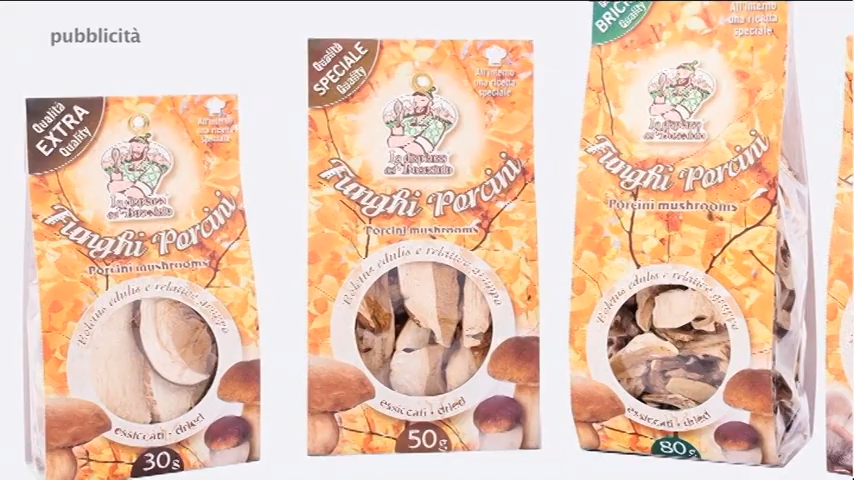 pubblicità
Qualità
EXTRA
Quality
All'interno
una ricetta
speciale
Funghi Porcini
Porcini mushrooms
Boletus edulis e relativo gruppo
essiccati - dried
30g
Qualità
SPECIALE
Quality
All'interno
una ricetta
speciale
Funghi Porcini
Porcini mushrooms
Boletus edulis e relativo gruppo
essiccati - dried
50g
Quality
All'interno
una ricetta
speciale
Funghi Porcini
Porcini mushrooms
Boletus edulis e relativo gruppo
essiccati - dried
80g